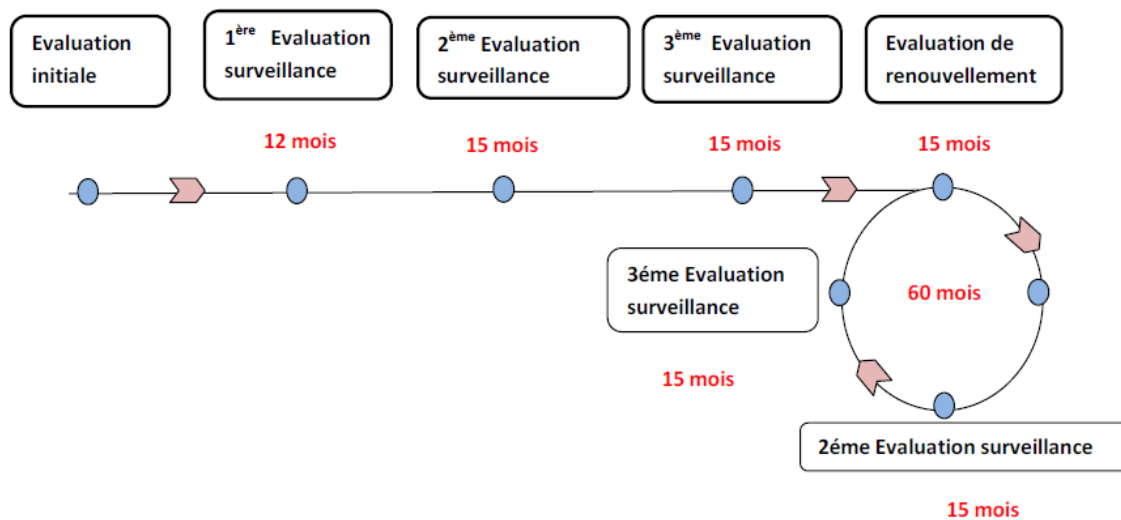 Evaluation
initiale
1ère Evaluation
surveillance
2ème Evaluation
surveillance
3ème Evaluation
surveillance
Evaluation de
renouvellement
12 mois
15 mois
15 mois
15 mois
3éme Evaluation
surveillance
60 mois
15 mois
2éme Evaluation surveillance
15 mois